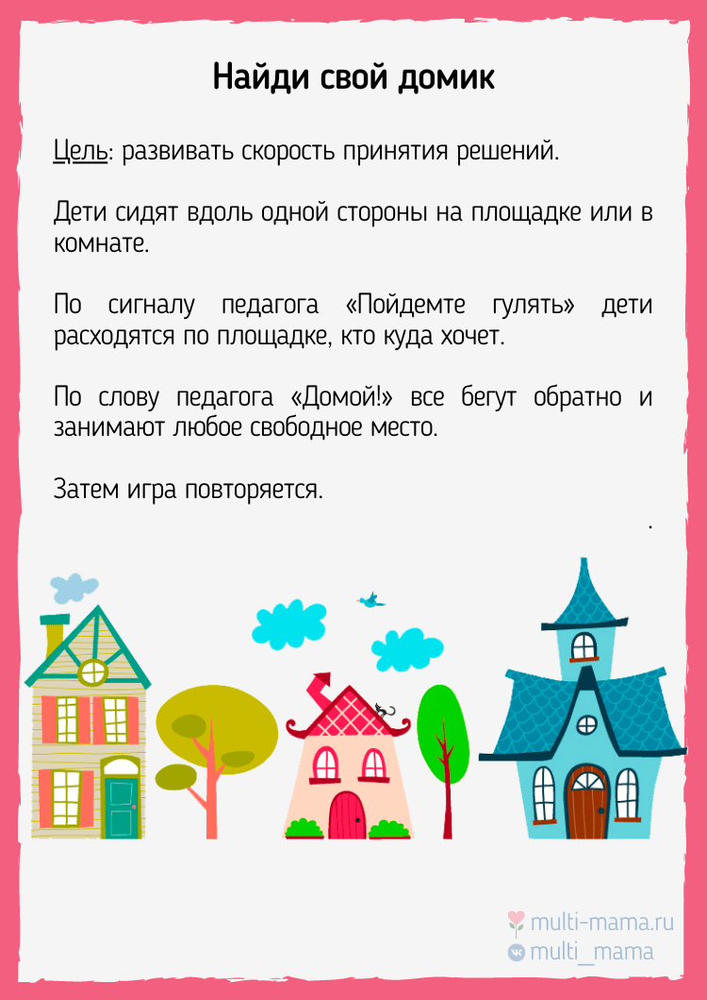 Найди свой домик
Цель: развивать скорость принятия решений.
Дети сидят вдоль одной стороны на площадке или в
комнате.
По сигналу педагога «Пойдемте гулять» дети
расходятся по площадке, кто куда хочет.
По слову педагога «Домой!» все бегут обратно и
занимают любое свободное место.
Затем игра повторяется.
.
multi-mama.ru
multi_mama